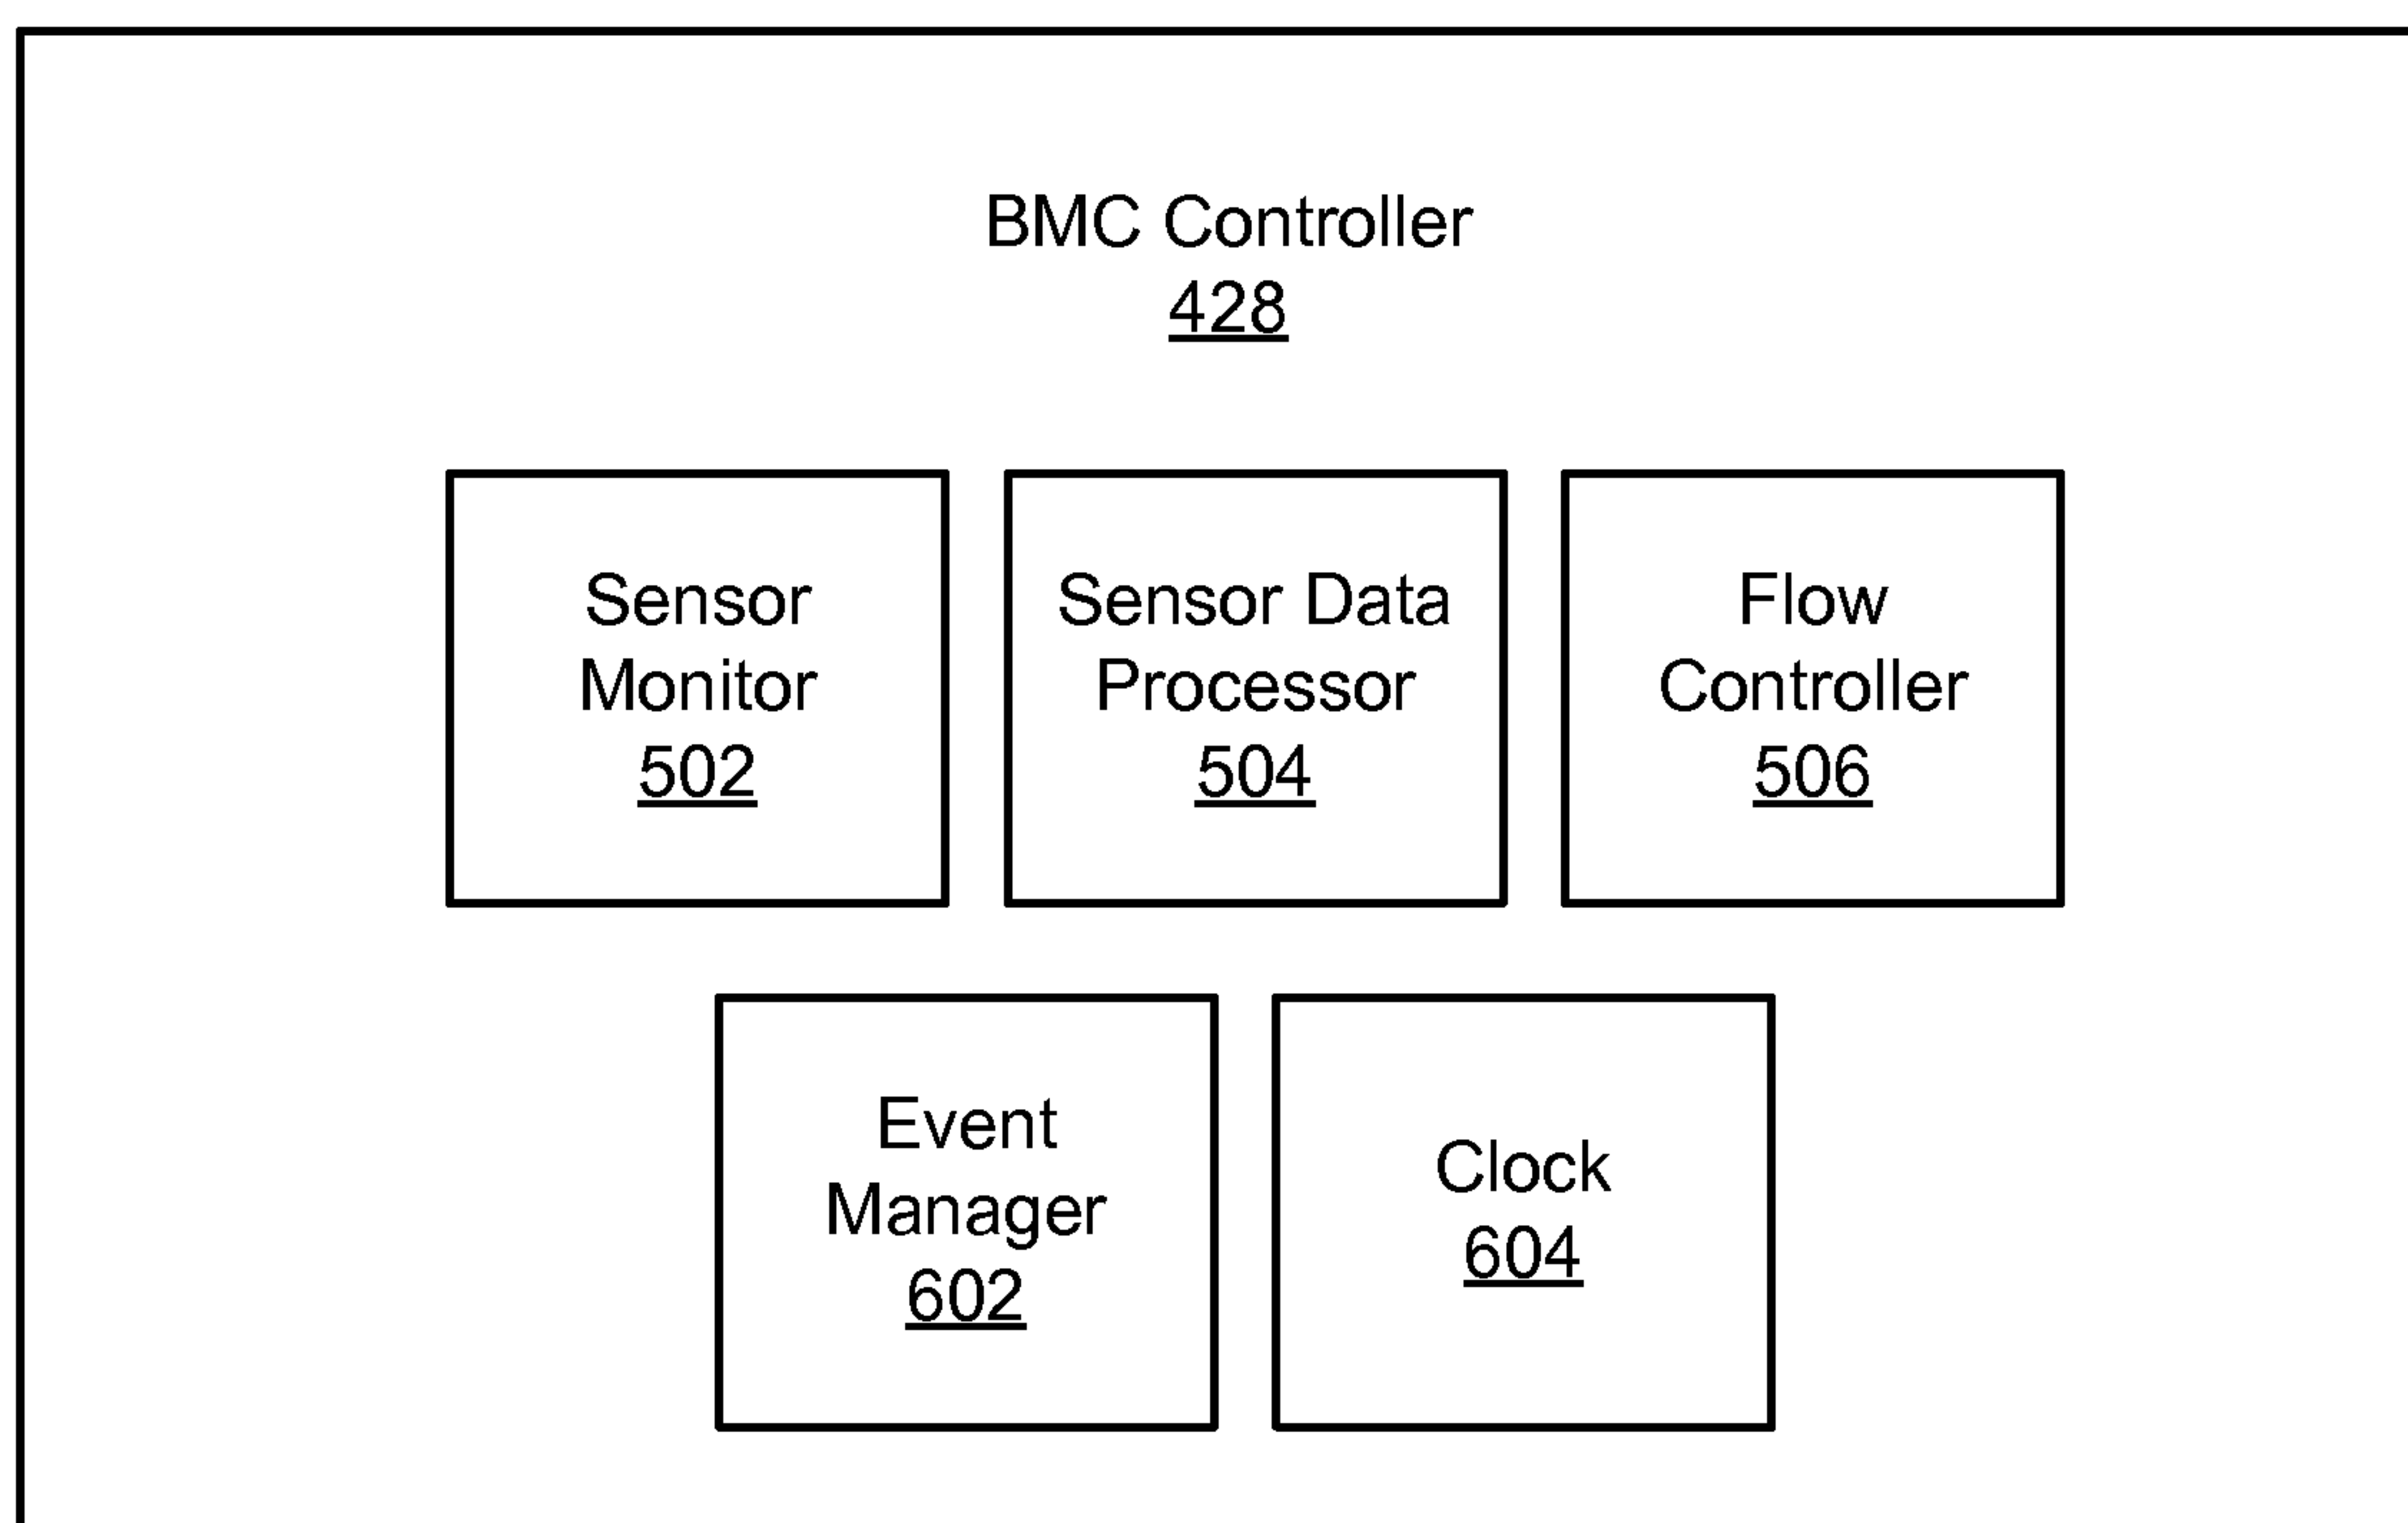 BMC Controller
428
Sensor
Monitor
502
Sensor Data
Processor
504
Flow
Controller
506
Event
Manager
602
Clock
604